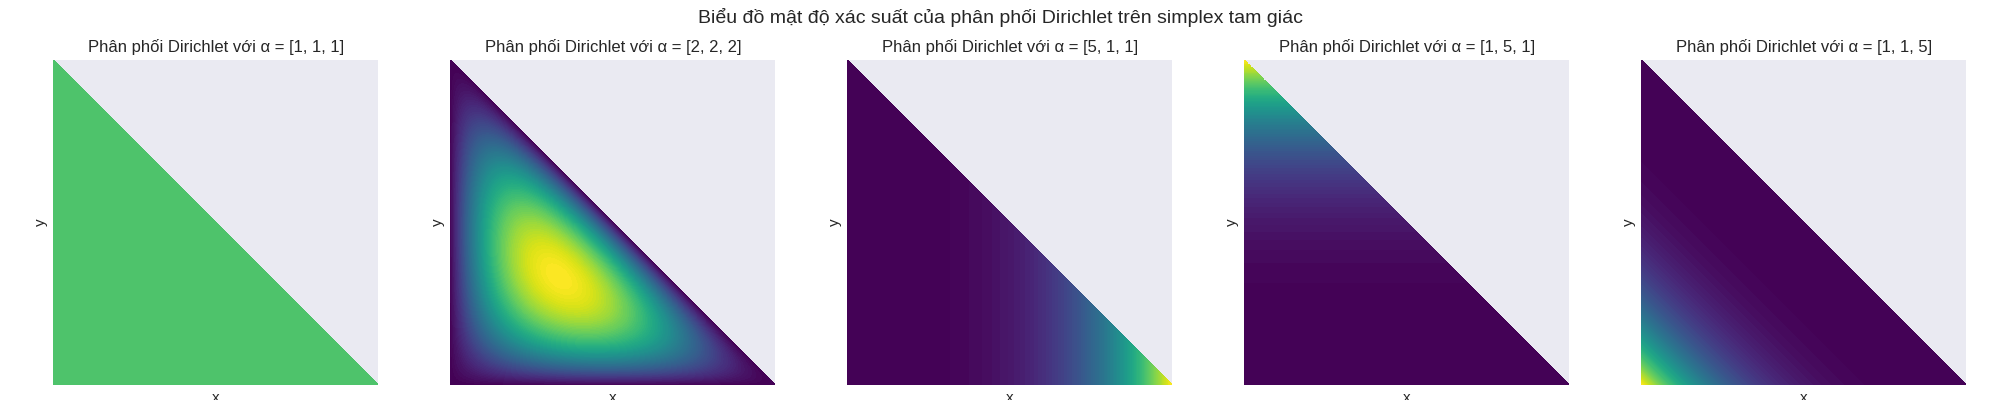 Biểu đồ mật độ xác suất của phân phối Dirichlet trên simplex tam giác
Phân phối Dirichlet với α = [1, 1, 1]
Phân phối Dirichlet với α = [2, 2, 2]
Phân phối Dirichlet với α = [5, 1, 1]
Phân phối Dirichlet với α = [1, 5, 1]
Phân phối Dirichlet với α = [1, 1, 5]
y
y
y
y
y
x
x
x
x
x